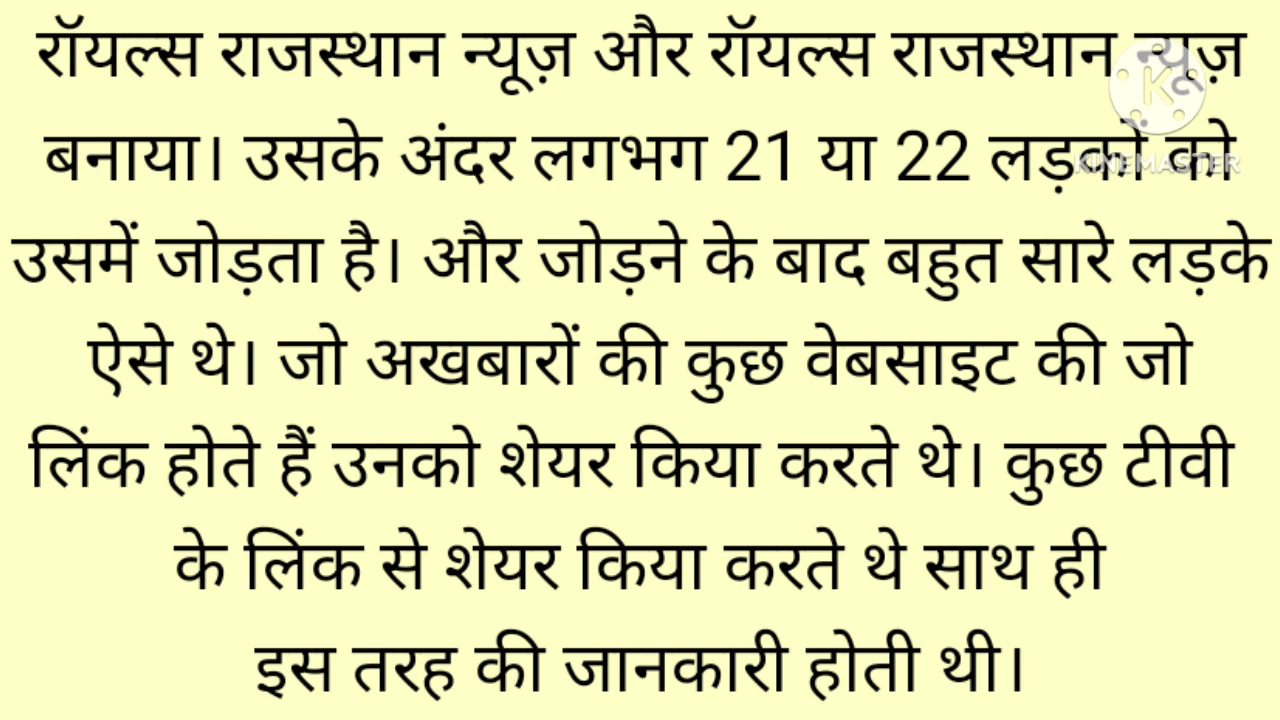 रॉयल्स राजस्थान न्यूज़ और रॉयल्स राजस्थान न्यूज़
बनाया। उसके अंदर लगभग 21 या 22 लड़कों को
उसमें जोड़ता है। और जोड़ने के बाद बहुत सारे लड़के
ऐसे थे। जो अखबारों की कुछ वेबसाइट की जो
लिंक होते हैं उनको शेयर किया करते थे। कुछ टीवी
के लिंक से शेयर किया करते थे साथ ही
इस तरह की जानकारी होती थी।
K
KINEMASTER